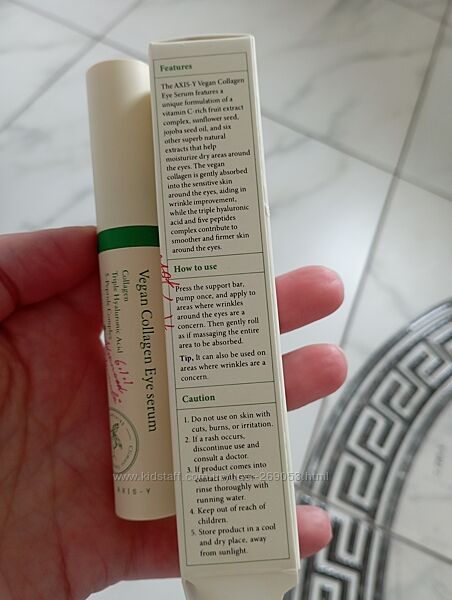 Features
The AXIS-Y Vegan Collagen
Eye Serum features a
unique formulation of a
vitamin C-rich fruit extract
complex, sunflower seed,
jojoba seed oil, and six
other superb natural
extracts that help
moisturize dry areas around
the eyes. The vegan
collagen is gently absorbed
into the sensitive skin
around the eyes, aiding in
wrinkle improvement,
while the triple hyaluronic
acid and five peptides
complex contribute to
smoother and firmer skin
around the eyes.
How to use
Press the support bar,
pump once, and apply to
areas where wrinkles
around the eyes are a
concern. Then gently roll
as if massaging the entire
area to be absorbed.
Tip, It can also be used on
areas where wrinkles are a
concern.
Caution
1. Do not use on skin with
cuts, burns, or irritation.
2. If a rash occurs,
discontinue use and
consult a doctor.
3. If product comes into
contact with eyes
rinse thoroughly with
running water.
4. Keep out of reach of
children.
5. Store product in a cool
and dry place, away
from sunlight.
Vegan Collagen Eye serum
Collagen
Triple Hyaluronic Acid
5-Peptide Complex